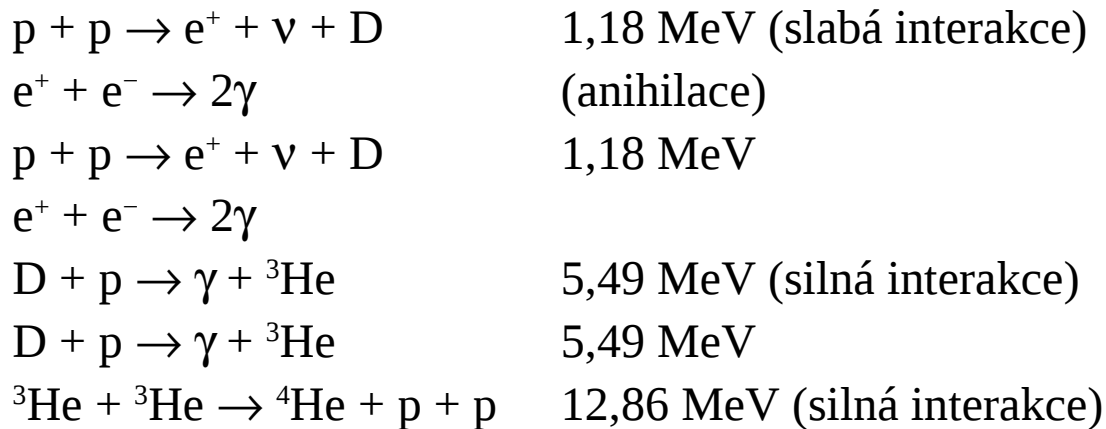 p + p → e⁺ + ν + D 1,18 MeV (slabá interakce)
e⁺ + e⁻ → 2γ (anihilace)
p + p → e⁺ + ν + D 1,18 MeV
e⁺ + e⁻ → 2γ
D + p → γ + ³He 5,49 MeV (silná interakce)
D + p → γ + ³He 5,49 MeV
³He + ³He → ⁴He + p + p 12,86 MeV (silná interakce)